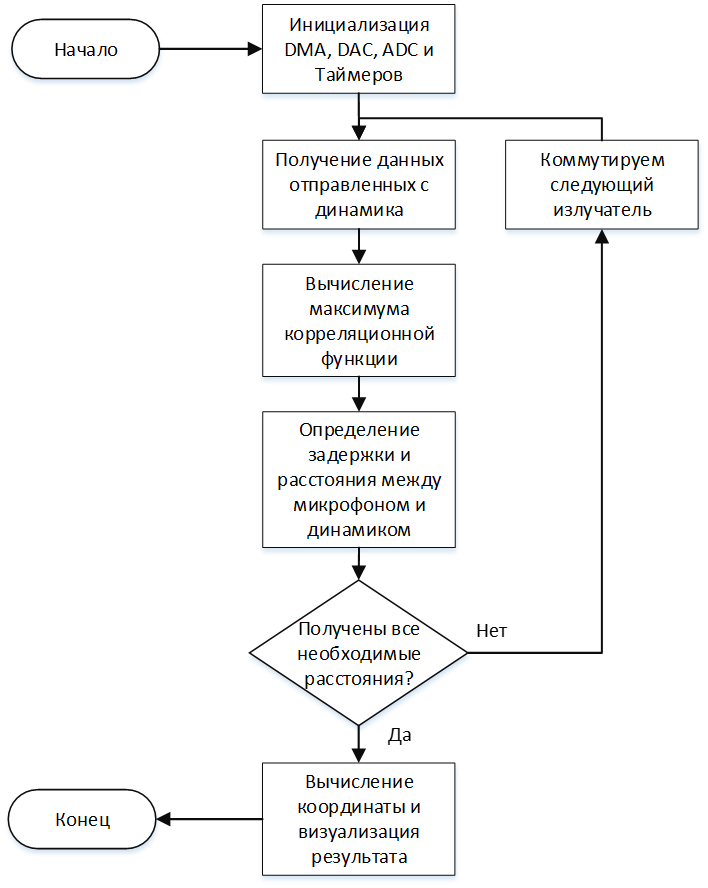 Начало
Инициализация
DMA, DAC, ADC и
Таймеров
Получение данных
отправленных с
динамика
Коммутируем
следующий
излучатель
Вычисление
максимума
корреляционной
функции
Определение
задержки и
расстояния между
микрофоном и
динамиком
Получены все
необходимые
расстояния?
Нет
Да
Вычисление
координаты и
визуализация
результата
Конец